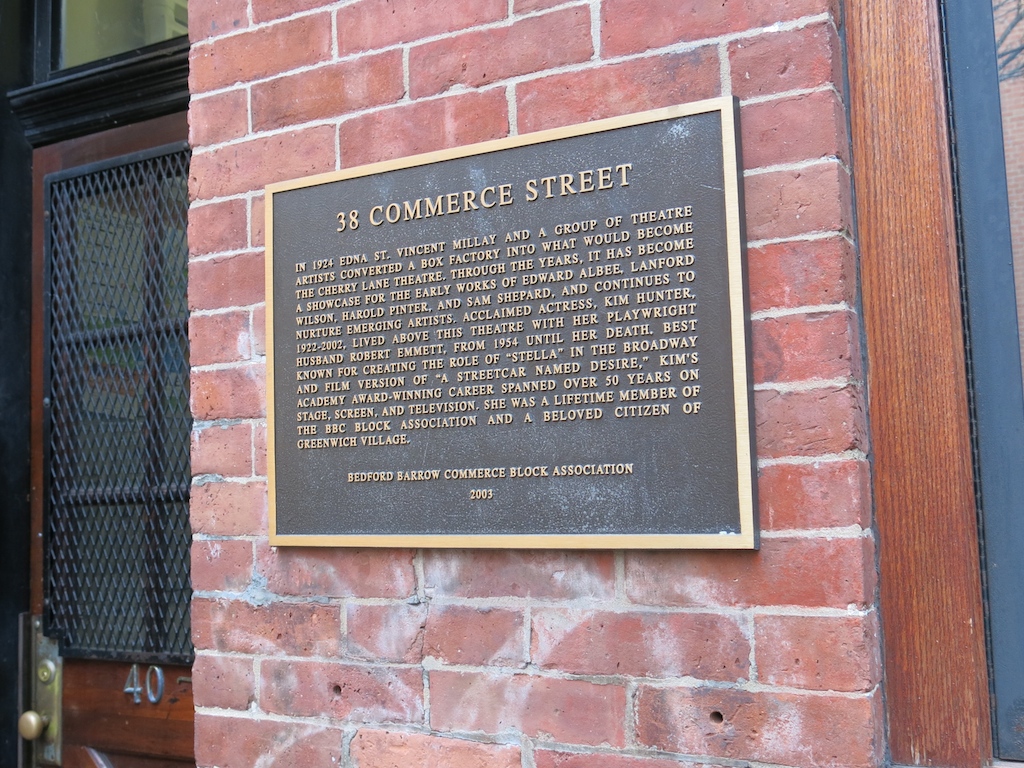 38 COMMERCE STREET
IN 1924 EDNA ST. VINCENT MILLAY AND A GROUP OF THEATRE
ARTISTS CONVERTED A BOX FACTORY INTO WHAT WOULD BECOME
THE CHERRY LANE THEATRE. THROUGH THE YEARS, IT HAS BECOME
A SHOWCASE FOR THE EARLY WORKS OF EDWARD ALBEE, LANFORD
WILSON, HAROLD PINTER, AND SAM SHEPARD, AND CONTINUES TO
NURTURE EMERGING ARTISTS. ACCLAIMED ACTRESS, KIM HUNTER,
1922-2002, LIVED ABOVE THIS THEATRE WITH HER PLAYWRIGHT
HUSBAND ROBERT EMMETT, FROM 1954 UNTIL HER DEATH. BEST
KNOWN FOR CREATING THE ROLE OF "STELLA" IN THE BROADWAY
AND FILM VERSION OF "A STREETCAR NAMED DESIRE," KIM'S
ACADEMY AWARD-WINNING CAREER SPANNED OVER 50 YEARS ON
STAGE, SCREEN, AND TELEVISION. SHE WAS A LIFETIME MEMBER OF
THE BBC BLOCK ASSOCIATION AND A BELOVED CITIZEN OF
GREENWICH VILLAGE.
BEDFORD BARROW COMMERCE BLOCK ASSOCIATION
2003
40